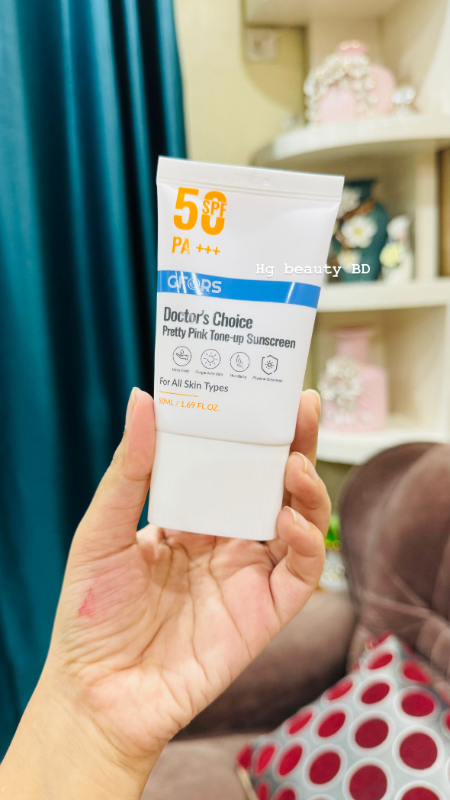 50
SPF
PA +++
Hg beauty BD
Doctor's Choice
Pretty Pink Tone-up Sunscreen
For All Skin Types
50ML / 1.69 FL.OZ.